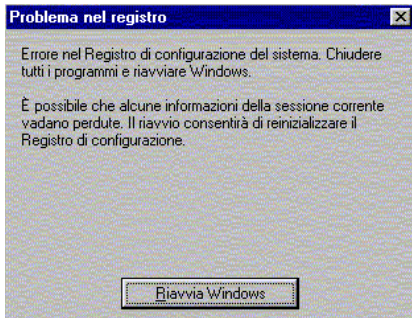 Problema nel registro
Errore nel Registro di configurazione del sistema. Chiudere
tutti i programmi e riavviare Windows.
È possibile che alcune informazioni della sessione corrente
vadano perdute. Il riavvio consentirà di reinizializzare il
Registro di configurazione.
Riavvia Windows